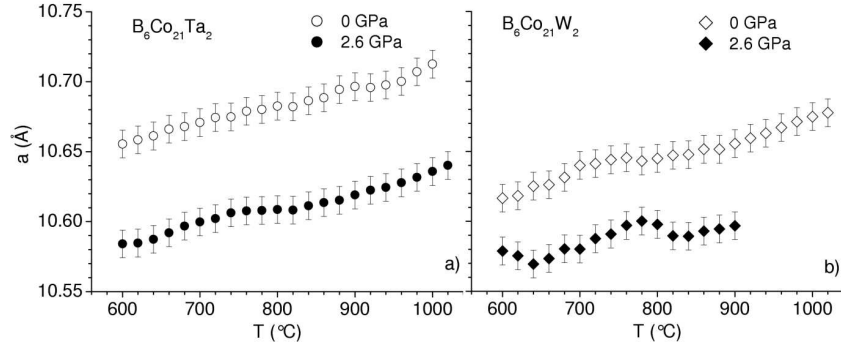 B₆Co₂₁Ta₂
0 GPa
2.6 GPa
a (Å)
10.75
10.70
10.65
10.60
10.55
600
700
800
900
1000
T (°C)
a)
B₆Co₂₁W₂
0 GPa
2.6 GPa
600
700
800
900
1000
T (°C)
b)